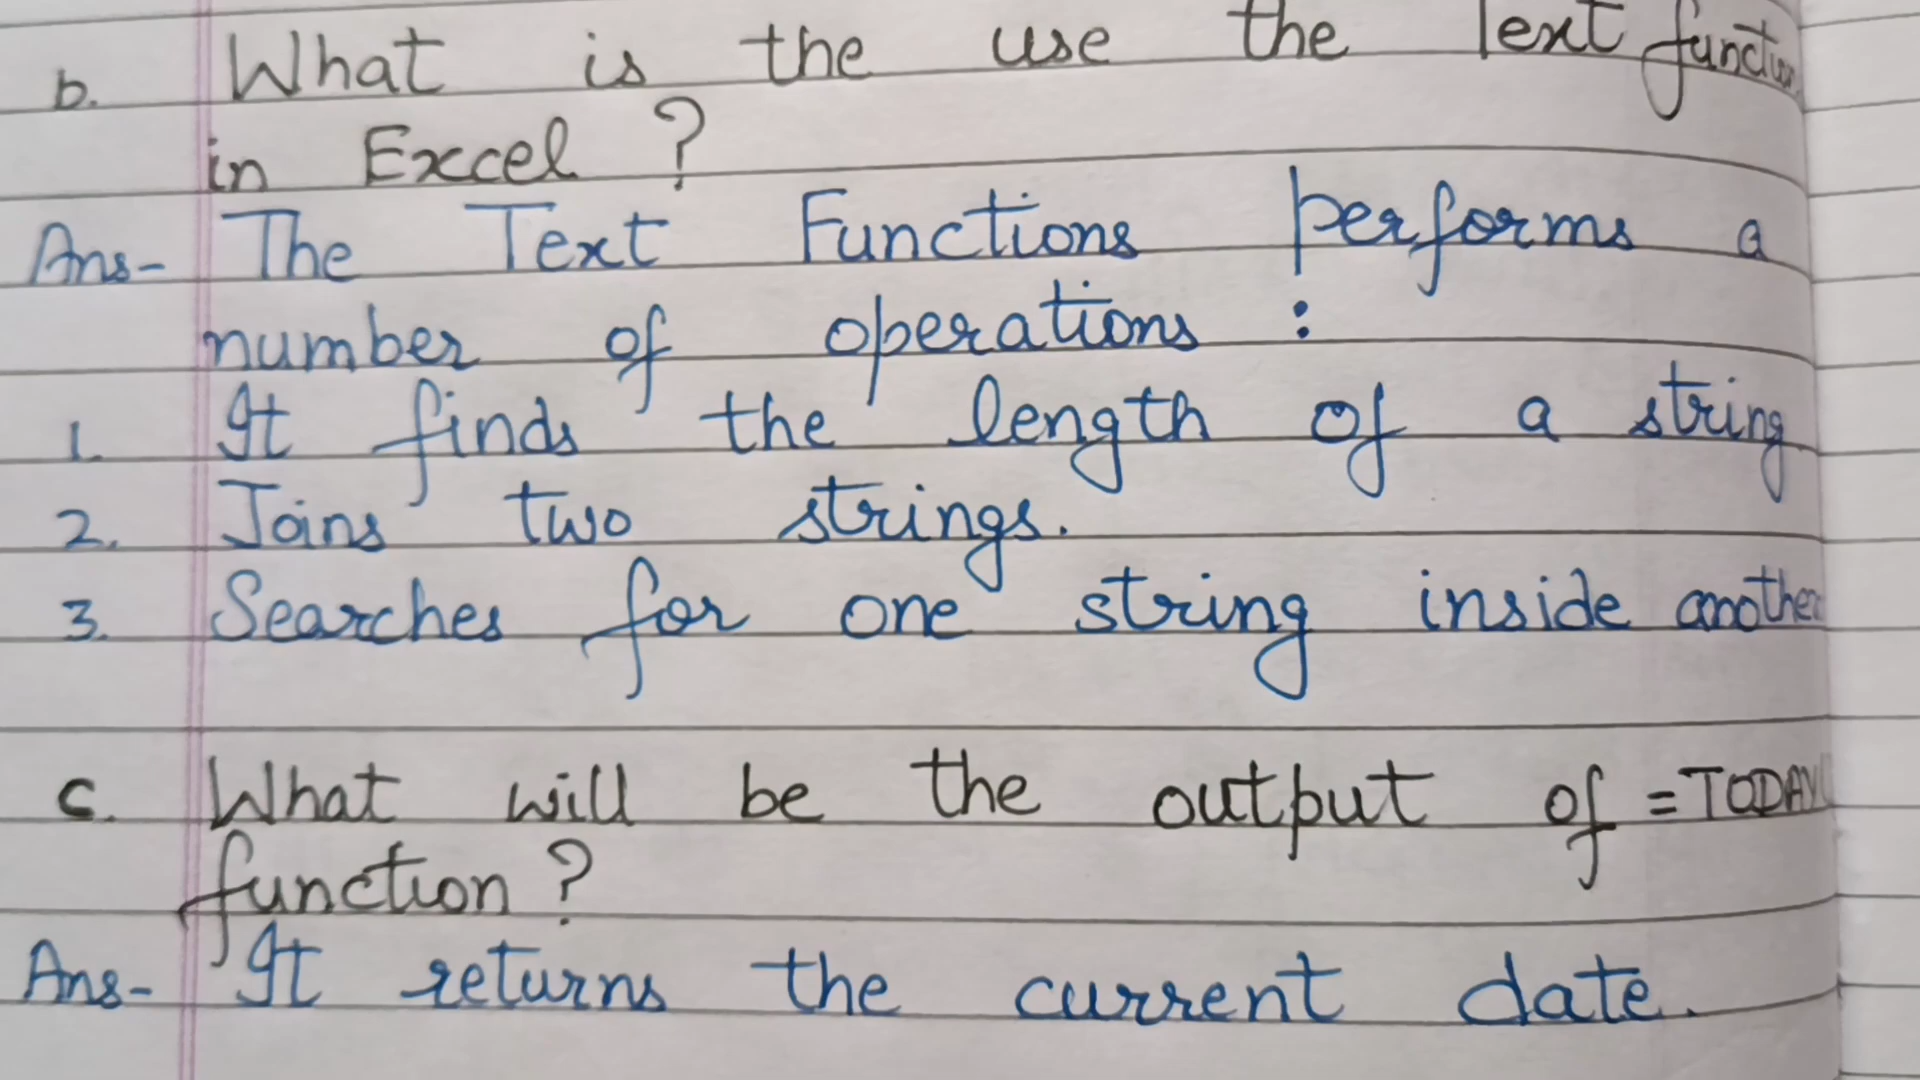 b. What is the use the Text function
in Excel ?
Ans- The Text Functions performs a
number of operations :
1. It finds the length of a string
2. Joins two strings.
3. Searches for one string inside another
c. What will be the output of =TODAY(
function ?
Ans- It returns the current date.